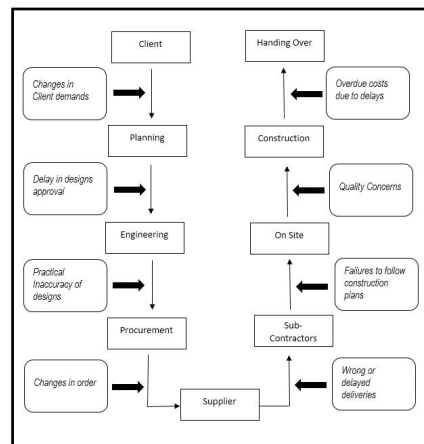 Client
Handing Over
Changes in
Client demands
Overdue costs
due to delays
Planning
Construction
Delay in designs
approval
Quality Concerns
Engineering
On Site
Practical
Inaccuracy of
designs
Failures to follow
construction
plans
Procurement
Sub-
Contractors
Changes in order
Supplier
Wrong or
delayed
deliveries